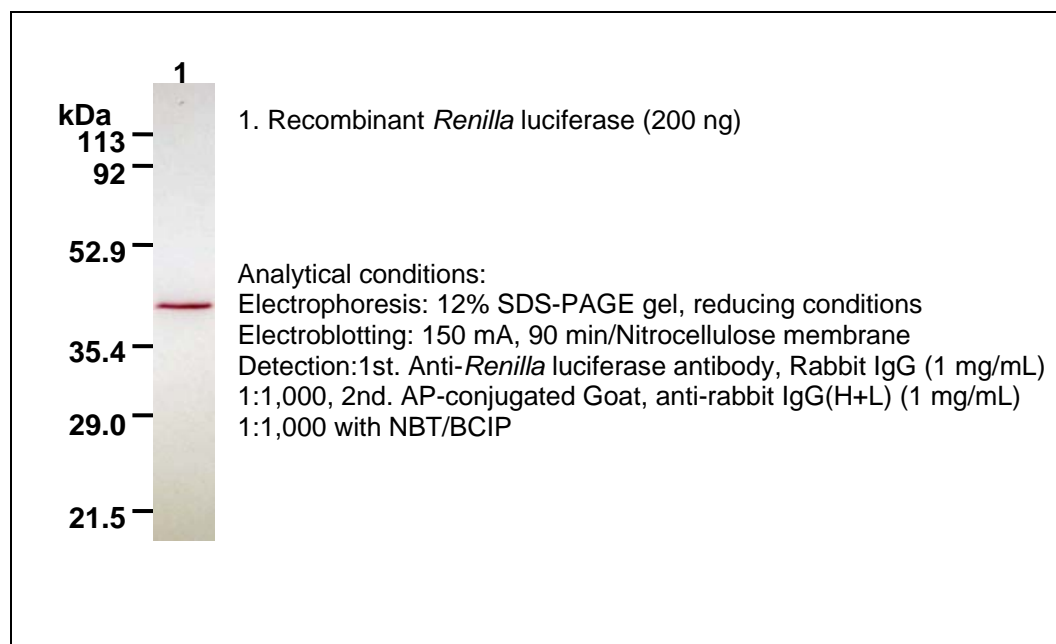 1
kDa
113
92
52.9
35.4
29.0
21.5
1. Recombinant Renilla luciferase (200 ng)
Analytical conditions:
Electrophoresis: 12% SDS-PAGE gel, reducing conditions
Electroblotting: 150 mA, 90 min/Nitrocellulose membrane
Detection:1st. Anti-Renilla luciferase antibody, Rabbit IgG (1 mg/mL)
1:1,000, 2nd. AP-conjugated Goat, anti-rabbit IgG(H+L) (1 mg/mL)
1:1,000 with NBT/BCIP